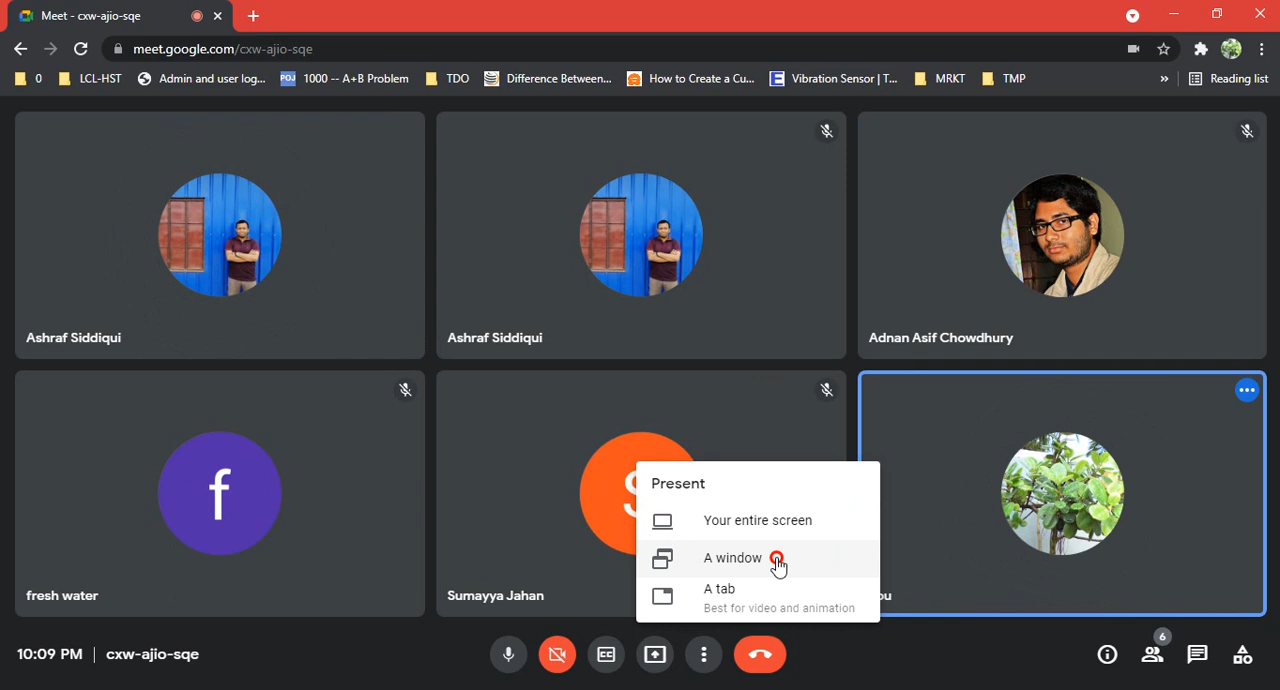 Meet - cxw-ajio-sqe
meet.google.com/cxw-ajio-sqe
0
LCL-HST
Admin and user log...
POJ
1000 -- A+B Problem
TDO
Difference Between...
How to Create a Cu...
E
Vibration Sensor | T...
MRKT
TMP
»
Reading list
Ashraf Siddiqui
Ashraf Siddiqui
Adnan Asif Chowdhury
f
fresh water
S
Sumayya Jahan
ou
Present
Your entire screen
A window
A tab
Best for video and animation
10:09 PM | cxw-ajio-sqe
CC
6